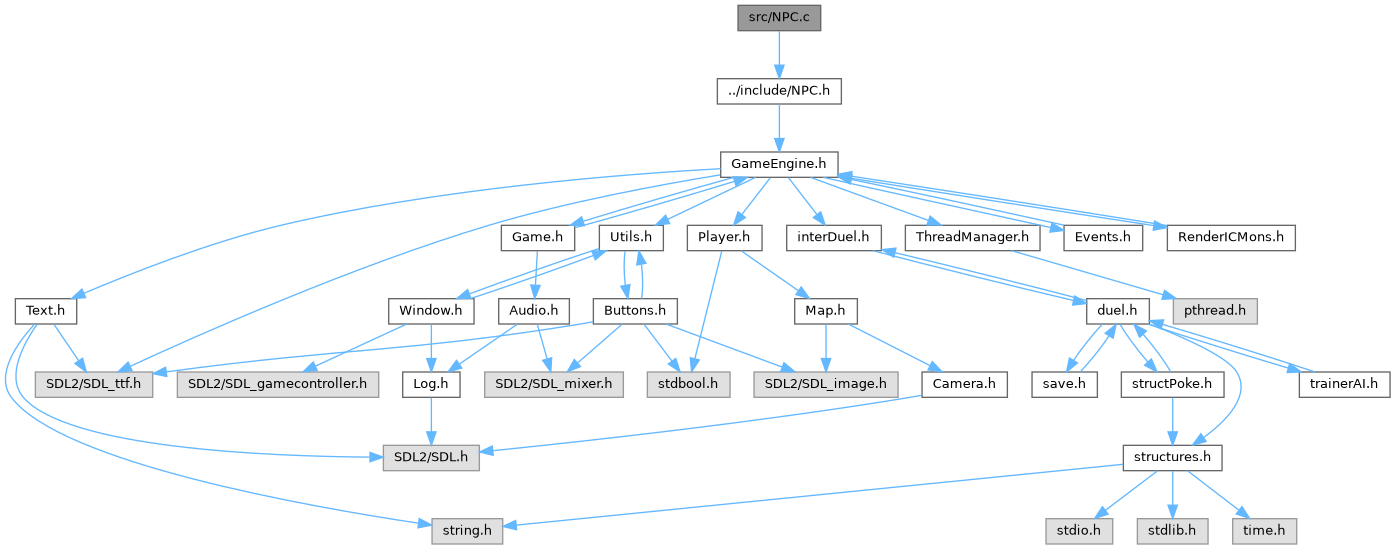 src/NPC.c
../include/NPC.h
GameEngine.h
Game.h
Utils.h
Player.h
interDuel.h
ThreadManager.h
Events.h
RenderICMons.h
Text.h
Window.h
Audio.h
Buttons.h
Map.h
duel.h
pthread.h
SDL2/SDL_ttf.h
SDL2/SDL_gamecontroller.h
Log.h
SDL2/SDL_mixer.h
stdbool.h
SDL2/SDL_image.h
Camera.h
save.h
structPoke.h
trainerAI.h
SDL2/SDL.h
structures.h
string.h
stdio.h
stdlib.h
time.h